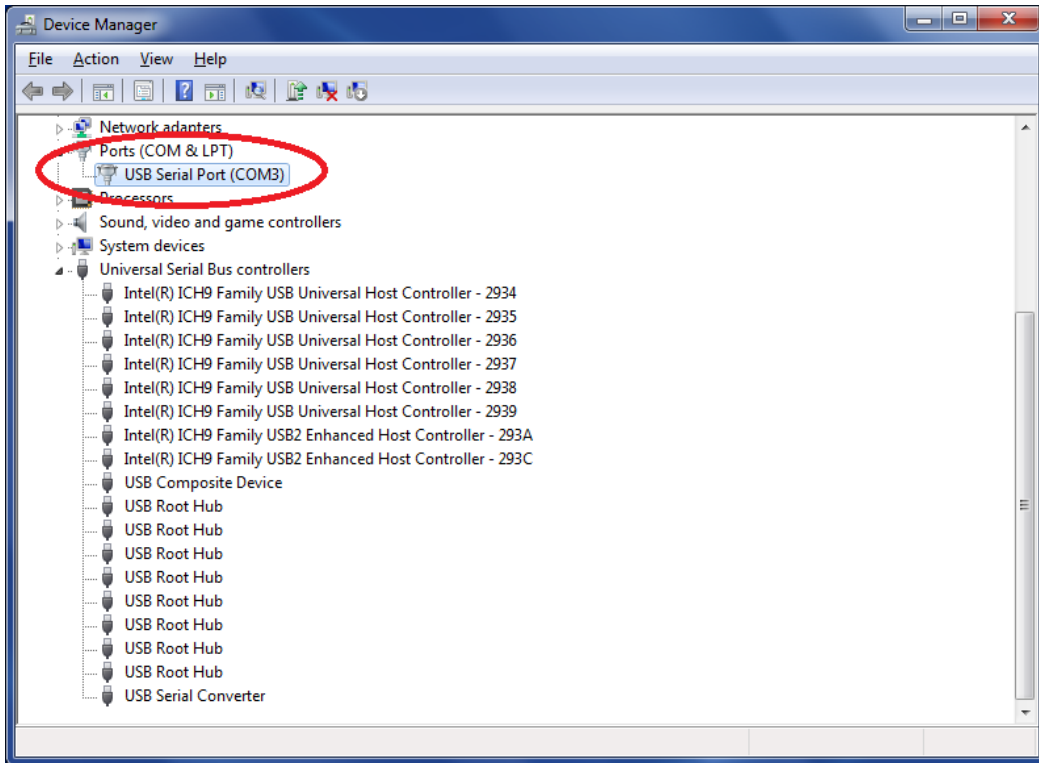 Device Manager
File Action View Help
Network adapters
Ports (COM & LPT)
USB Serial Port (COM3)
Processors
Sound, video and game controllers
System devices
Universal Serial Bus controllers
Intel(R) ICH9 Family USB Universal Host Controller - 2934
Intel(R) ICH9 Family USB Universal Host Controller - 2935
Intel(R) ICH9 Family USB Universal Host Controller - 2936
Intel(R) ICH9 Family USB Universal Host Controller - 2937
Intel(R) ICH9 Family USB Universal Host Controller - 2938
Intel(R) ICH9 Family USB Universal Host Controller - 2939
Intel(R) ICH9 Family USB2 Enhanced Host Controller - 293A
Intel(R) ICH9 Family USB2 Enhanced Host Controller - 293C
USB Composite Device
USB Root Hub
USB Root Hub
USB Root Hub
USB Root Hub
USB Root Hub
USB Root Hub
USB Root Hub
USB Root Hub
USB Serial Converter